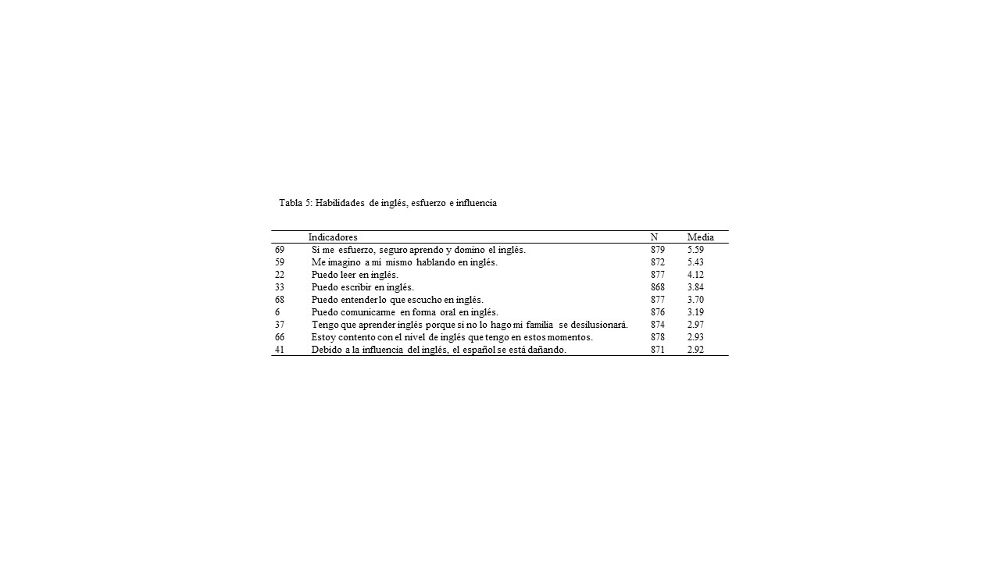 Tabla 5: Habilidades de inglés, esfuerzo e influencia
Indicadores N Media
69 Si me esfuerzo, seguro aprendo y domino el inglés. 879 5.59
59 Me imagino a mí mismo hablando en inglés. 872 5.43
22 Puedo leer en inglés. 877 4.12
33 Puedo escribir en inglés. 868 3.84
68 Puedo entender lo que escucho en inglés. 877 3.70
6 Puedo comunicarme en forma oral en inglés. 876 3.19
37 Tengo que aprender inglés porque si no lo hago mi familia se desilusionará. 874 2.97
66 Estoy contento con el nivel de inglés que tengo en estos momentos. 878 2.93
41 Debido a la influencia del inglés, el español se está dañando. 871 2.92